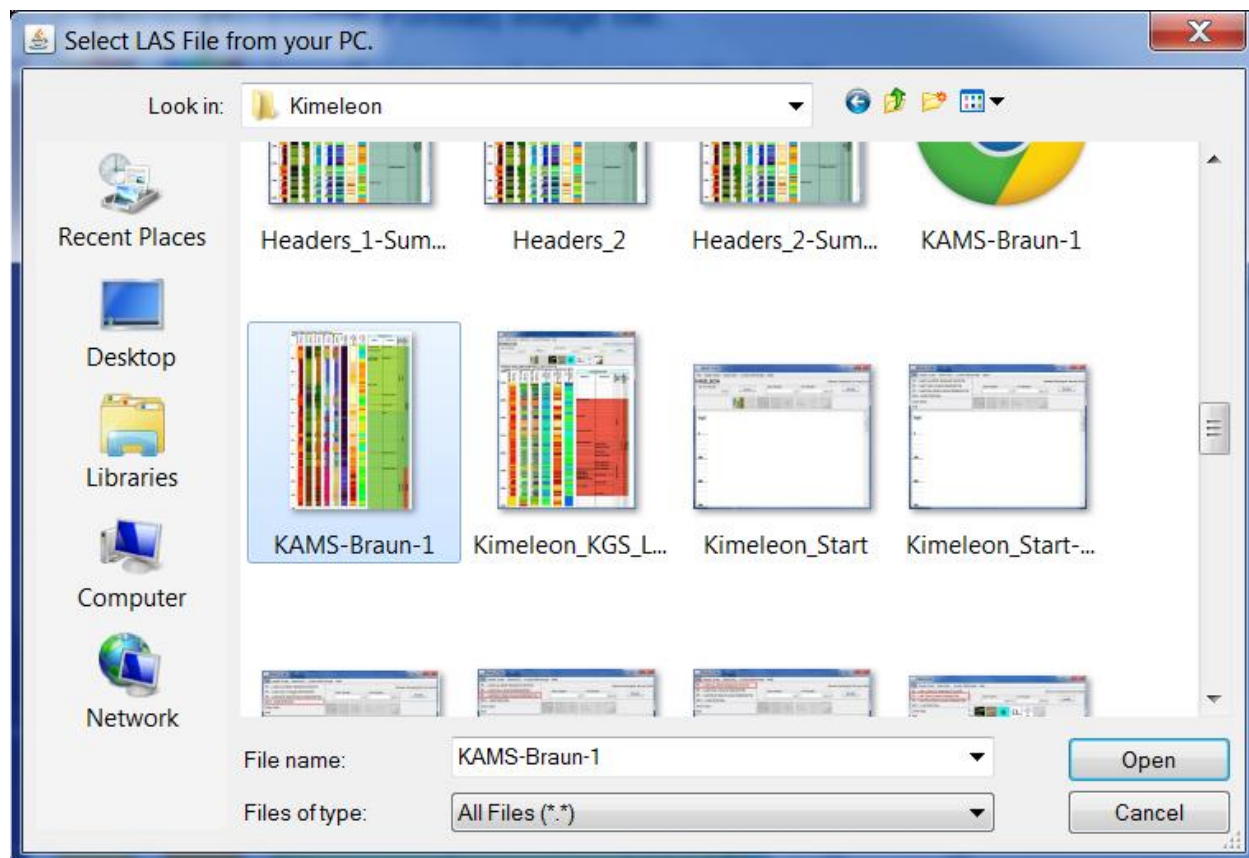 Select LAS File from your PC.
Look in:
Kimeleon
Recent Places
Desktop
Libraries
Computer
Network
Headers_1-Sum...
Headers_2
Headers_2-Sum...
KAMS-Braun-1
KAMS-Braun-1
Kimeleon_KGS_L...
Kimeleon_Start
Kimeleon_Start-...
File name:
KAMS-Braun-1
Open
Files of type:
All Files (*.*)
Cancel